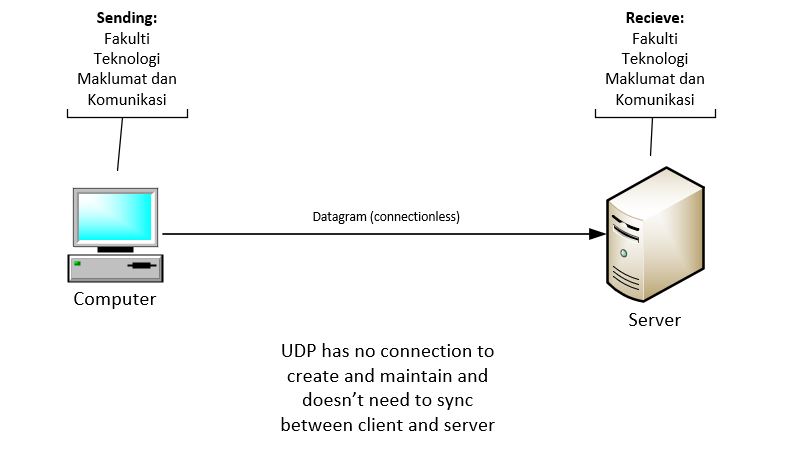 Sending:
Fakulti
Teknologi
Maklumat dan
Komunikasi
Recieve:
Fakulti
Teknologi
Maklumat dan
Komunikasi
Datagram (connectionless)
Computer
Server
UDP has no connection to
create and maintain and
doesn’t need to sync
between client and server